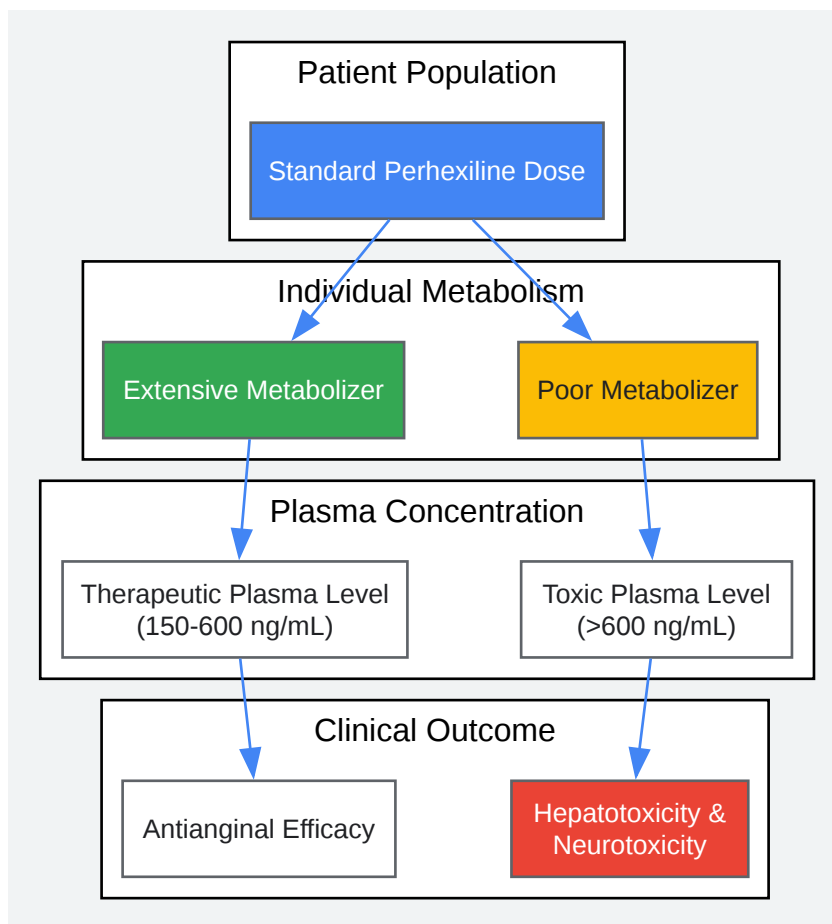 Patient Population
Standard Perhexiline Dose
Individual Metabolism
Extensive Metabolizer
Poor Metabolizer
Plasma Concentration
Therapeutic Plasma Level
(150-600 ng/mL)
Toxic Plasma Level
(>600 ng/mL)
Clinical Outcome
Antianginal Efficacy
Hepatotoxicity &
Neurotoxicity